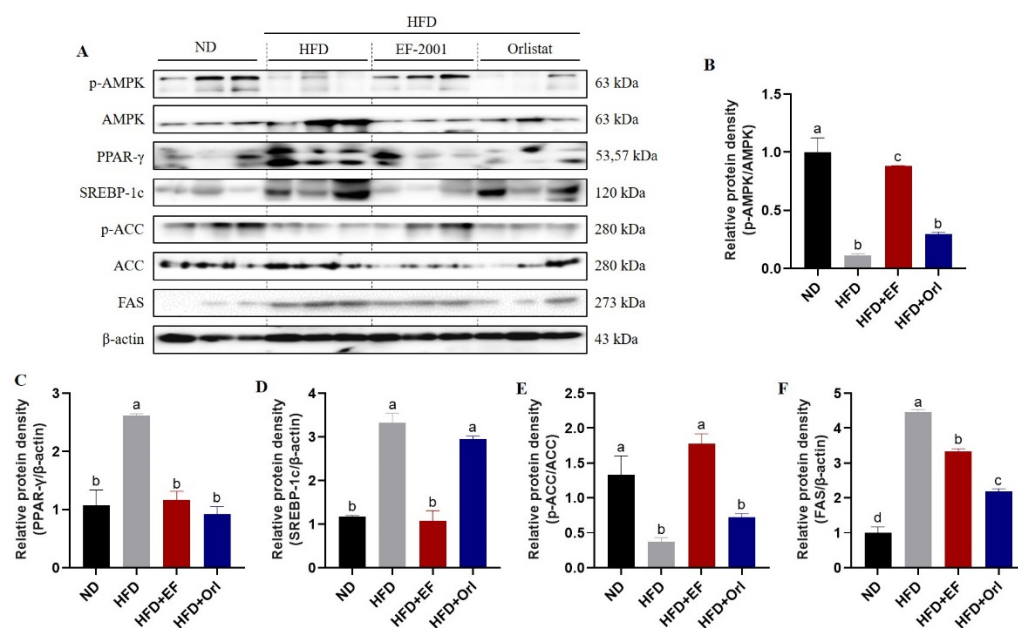 HFD
A
ND
HFD
EF-2001
Orlistat
p-AMPK
63 kDa
AMPK
63 kDa
PPAR-γ
53,57 kDa
SREBP-1c
120 kDa
p-ACC
280 kDa
ACC
280 kDa
FAS
273 kDa
β-actin
43 kDa
B
Relative protein density
(p-AMPK/AMPK)
1.5
1.0
0.5
0.0
a
b
c
b
ND
HFD
HFD+EF
HFD+Orl
C
Relative protein density
(PPAR-γ/β-actin)
3
2
1
0
b
a
b
b
ND
HFD
HFD+EF
HFD+Orl
D
Relative protein density
(SREBP-1c/β-actin)
4
3
2
1
0
b
a
b
a
ND
HFD
HFD+EF
HFD+Orl
E
Relative protein density
(p-ACC/ACC)
2.5
2.0
1.5
1.0
0.5
0.0
a
b
a
b
ND
HFD
HFD+EF
HFD+Orl
F
Relative protein density
(FAS/β-actin)
5
4
3
2
1
0
d
a
b
c
ND
HFD
HFD+EF
HFD+Orl